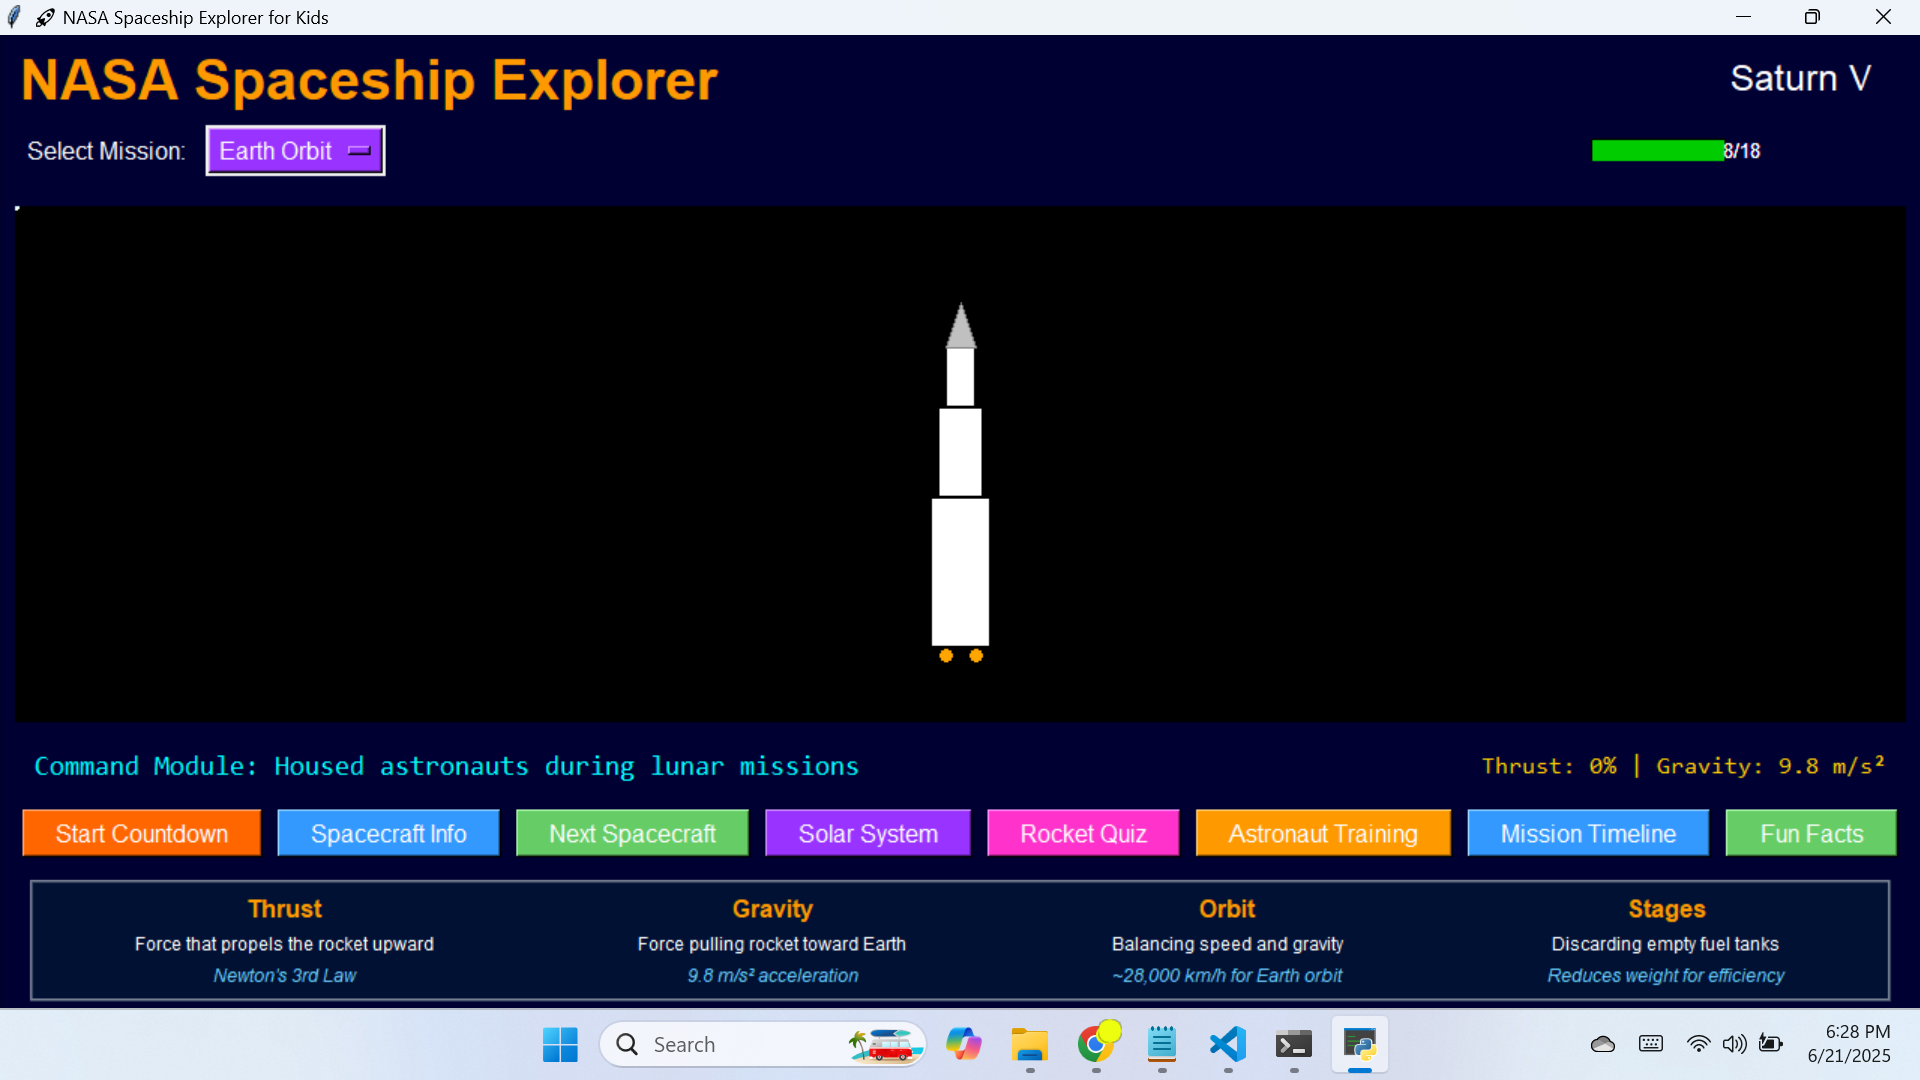 NASA Spaceship Explorer for Kids
NASA Spaceship Explorer
Saturn V
Select Mission:
Earth Orbit
8/18
Command Module: Housed astronauts during lunar missions
Thrust: 0% | Gravity: 9.8 m/s²
Start Countdown
Spacecraft Info
Next Spacecraft
Solar System
Rocket Quiz
Astronaut Training
Mission Timeline
Fun Facts
Thrust
Force that propels the rocket upward
Newton's 3rd Law
Gravity
Force pulling rocket toward Earth
9.8 m/s² acceleration
Orbit
Balancing speed and gravity
~28,000 km/h for Earth orbit
Stages
Discarding empty fuel tanks
Reduces weight for efficiency
Search
6:28 PM
6/21/2025